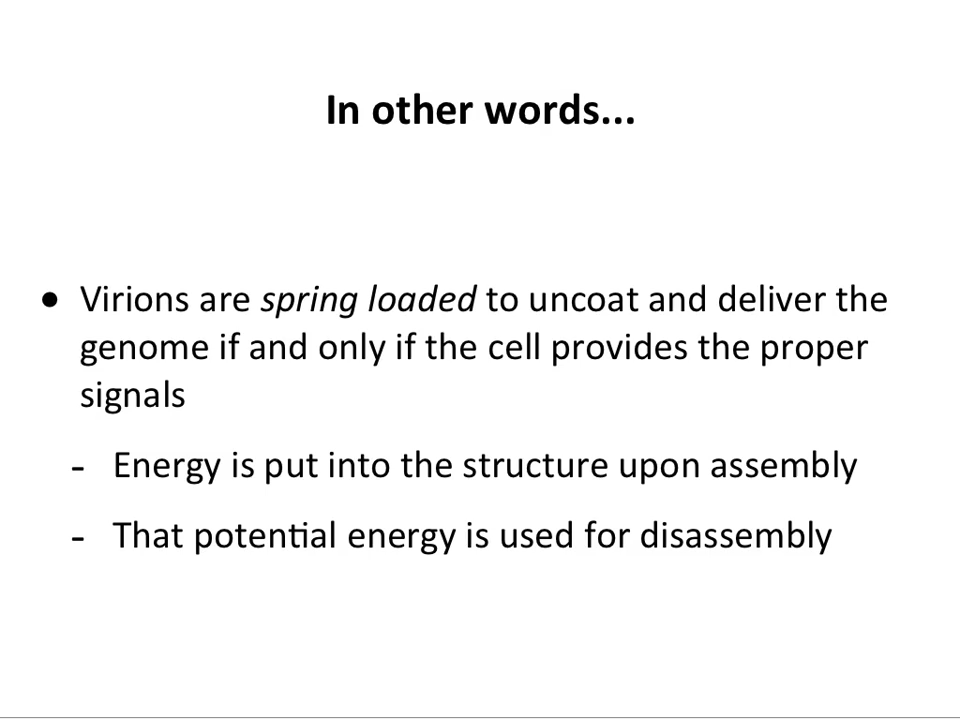 In other words...
● Virions are spring loaded to uncoat and deliver the
genome if and only if the cell provides the proper
signals
- Energy is put into the structure upon assembly
- That potential energy is used for disassembly